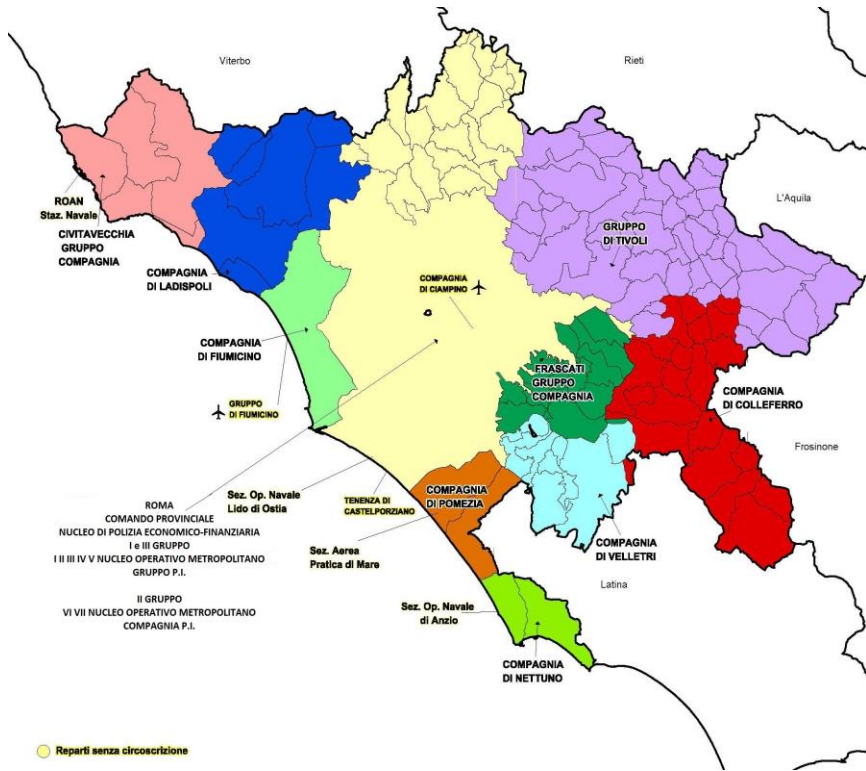 Viterbo
Rieti
L'Aquila
ROAN
Staz. Navale
CIVITAVECCHIA
GRUPPO
COMPAGNIA
GRUPPO
DI TIVOLI
COMPAGNIA
DI LADISPOLI
COMPAGNIA
DI CIAMPINO
COMPAGNIA
DI FIUMICINO
FRASCATI
GRUPPO
COMPAGNIA
COMPAGNIA
DI COLLEFERRO
GRUPPO
DI FIUMICINO
Frosinone
Sez. Op. Navale
Lido di Ostia
TENENZA DI
CASTELPORZIANO
COMPAGNIA
DI POMEZIA
ROMA
COMANDO PROVINCIALE
NUCLEO DI POLIZIA ECONOMICO-FINANZIARIA
I e III GRUPPO
I II III IV V NUCLEO OPERATIVO METROPOLITANO
GRUPPO P.I.
II GRUPPO
VI VII NUCLEO OPERATIVO METROPOLITANO
COMPAGNIA P.I.
COMPAGNIA
DI VELLETRI
Sez. Aerea
Pratica di Mare
Latina
Sez. Op. Navale
di Anzio
COMPAGNIA
DI NETTUNO
Reparti senza circoscrizione